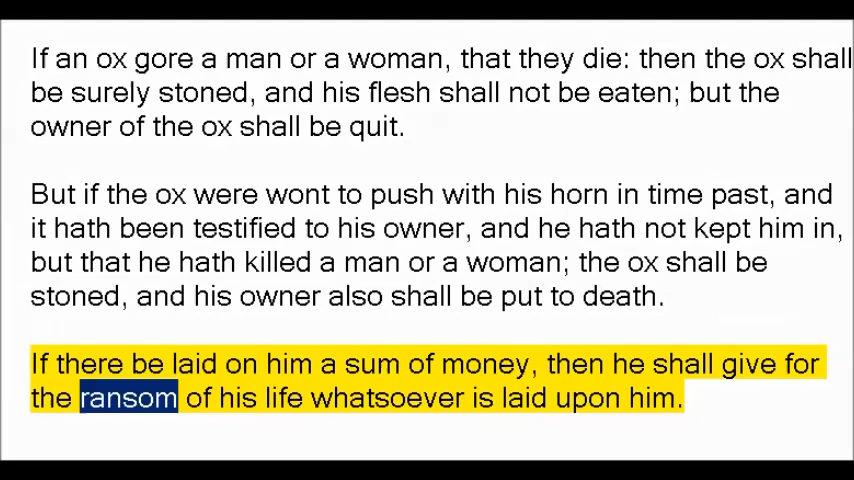 If an ox gore a man or a woman, that they die: then the ox shall
be surely stoned, and his flesh shall not be eaten; but the
owner of the ox shall be quit.
But if the ox were wont to push with his horn in time past, and
it hath been testified to his owner, and he hath not kept him in,
but that he hath killed a man or a woman; the ox shall be
stoned, and his owner also shall be put to death.
If there be laid on him a sum of money, then he shall give for
the ransom of his life whatsoever is laid upon him.